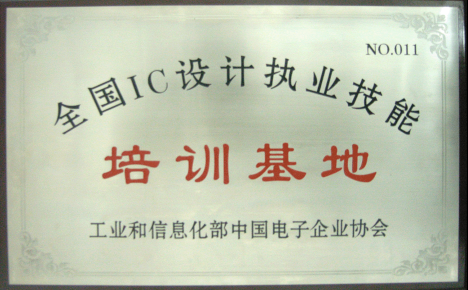 NO.011
全国IC设计执业技能
培训基地
工业和信息化部中国电子企业协会